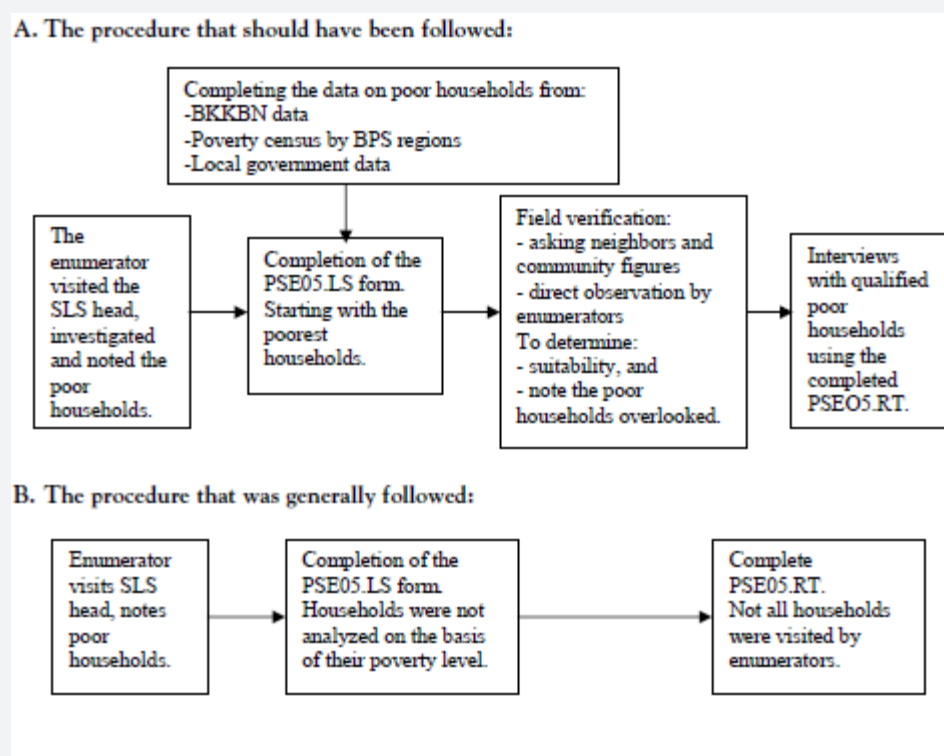 A. The procedure that should have been followed:
Completing the data on poor households from:
-BKKBN data
-Poverty census by BPS regions
-Local government data
The
enumerator
visited the
SLS head,
investigated
and noted the
poor
households.
Completion of the
PSE05.LS form.
Starting with the
poorest
households.
Field verification:
- asking neighbors and
community figures
- direct observation by
enumerators
To determine:
- suitability, and
- note the poor
households overlooked.
Interviews
with qualified
poor
households
using the
completed
PSEO5.RT.
B. The procedure that was generally followed:
Enumerator
visits SLS
head, notes
poor
households.
Completion of the
PSE05.LS form.
Households were not
analyzed on the basis
of their poverty level.
Complete
PSE05.RT.
Not all households
were visited by
enumerators.